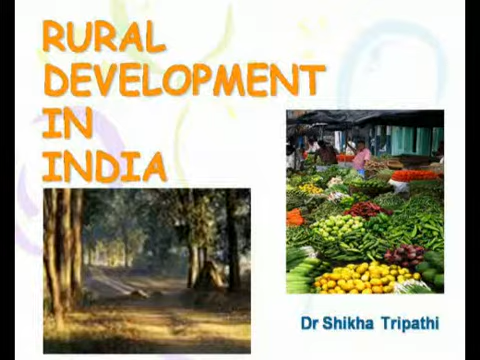 RURAL
DEVELOPMENT
IN
INDIA
Dr Shikha Tripathi